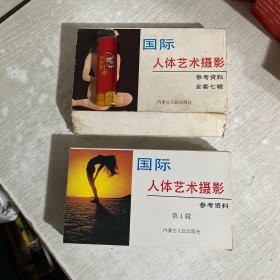 国际
人体艺术摄影
参考资料
全套七辑
内蒙古人民出版社
国际
人体艺术摄影
参考资料
第4辑
内蒙古人民出版社